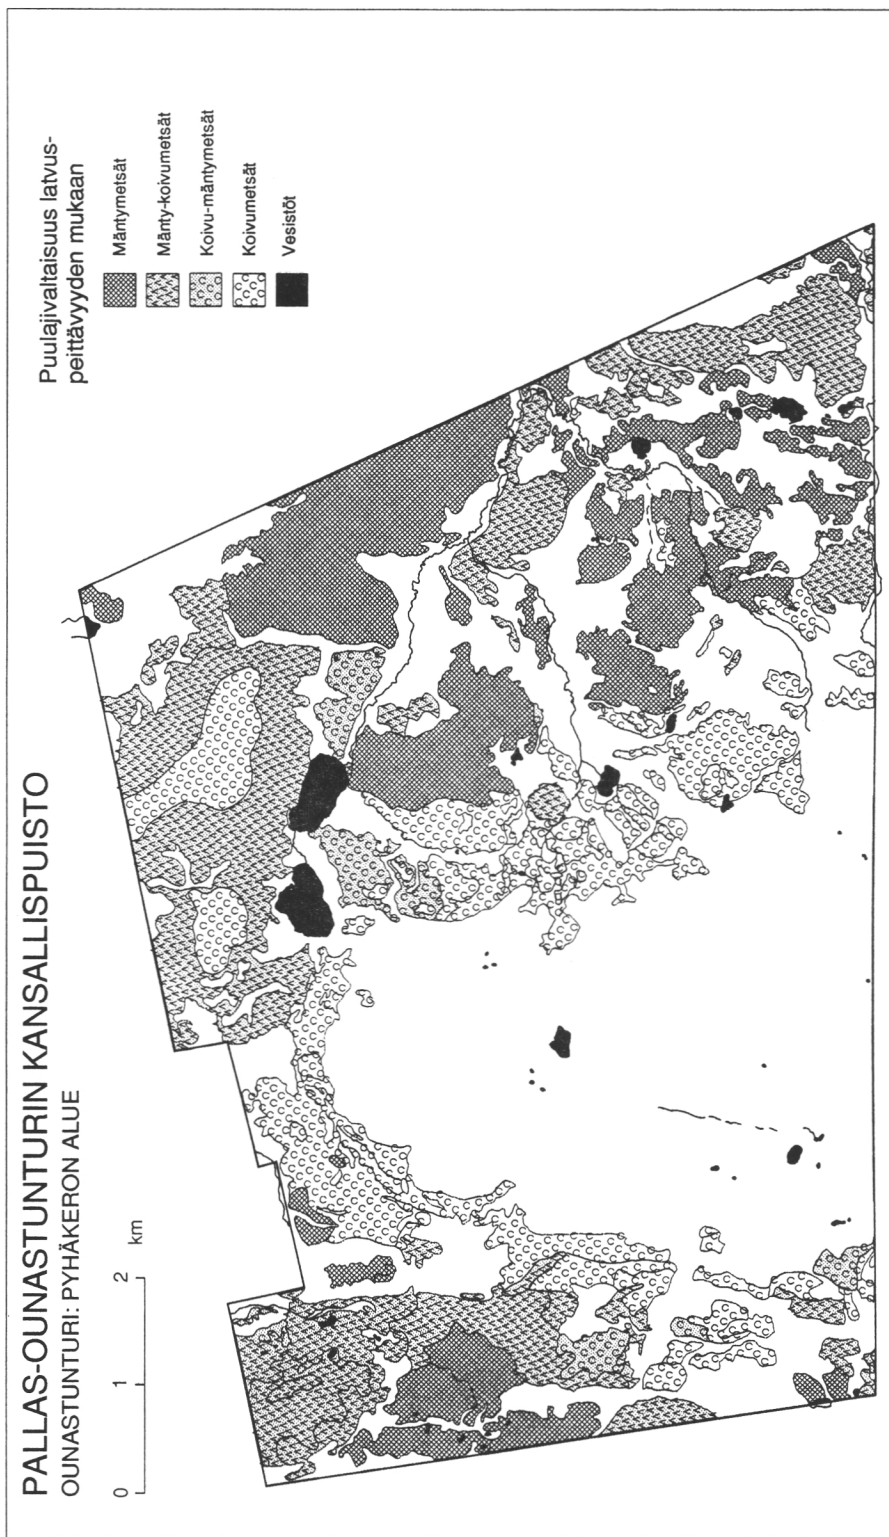 PALLAS-OUNASTUNTURIN KANSALLISPUISTO
OUNASTUNTURI: PYHÄKERON ALUE
0 1 2 km
Puulajivaltaisuus latvus-
peittävyyden mukaan
Mäntymetsät
Mänty-koivumetsät
Koivu-mäntymetsät
Koivumetsät
Vesistöt